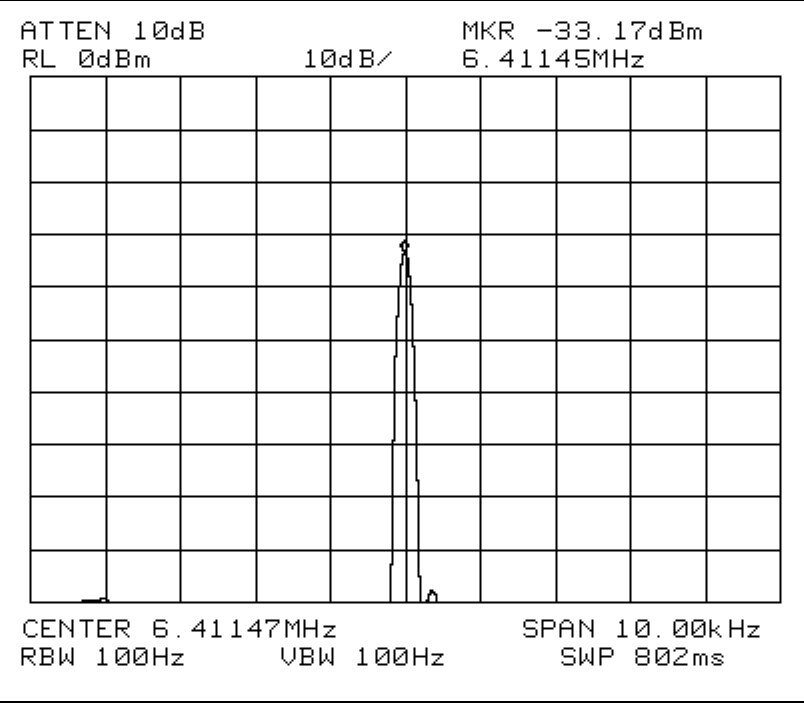 ATTEN 10dB MKR -33.17dBm
RL 0dBm 10dB/ 6.41145MHz
CENTER 6.41147MHz SPAN 10.00kHz
RBW 100Hz VBW 100Hz SWP 802ms